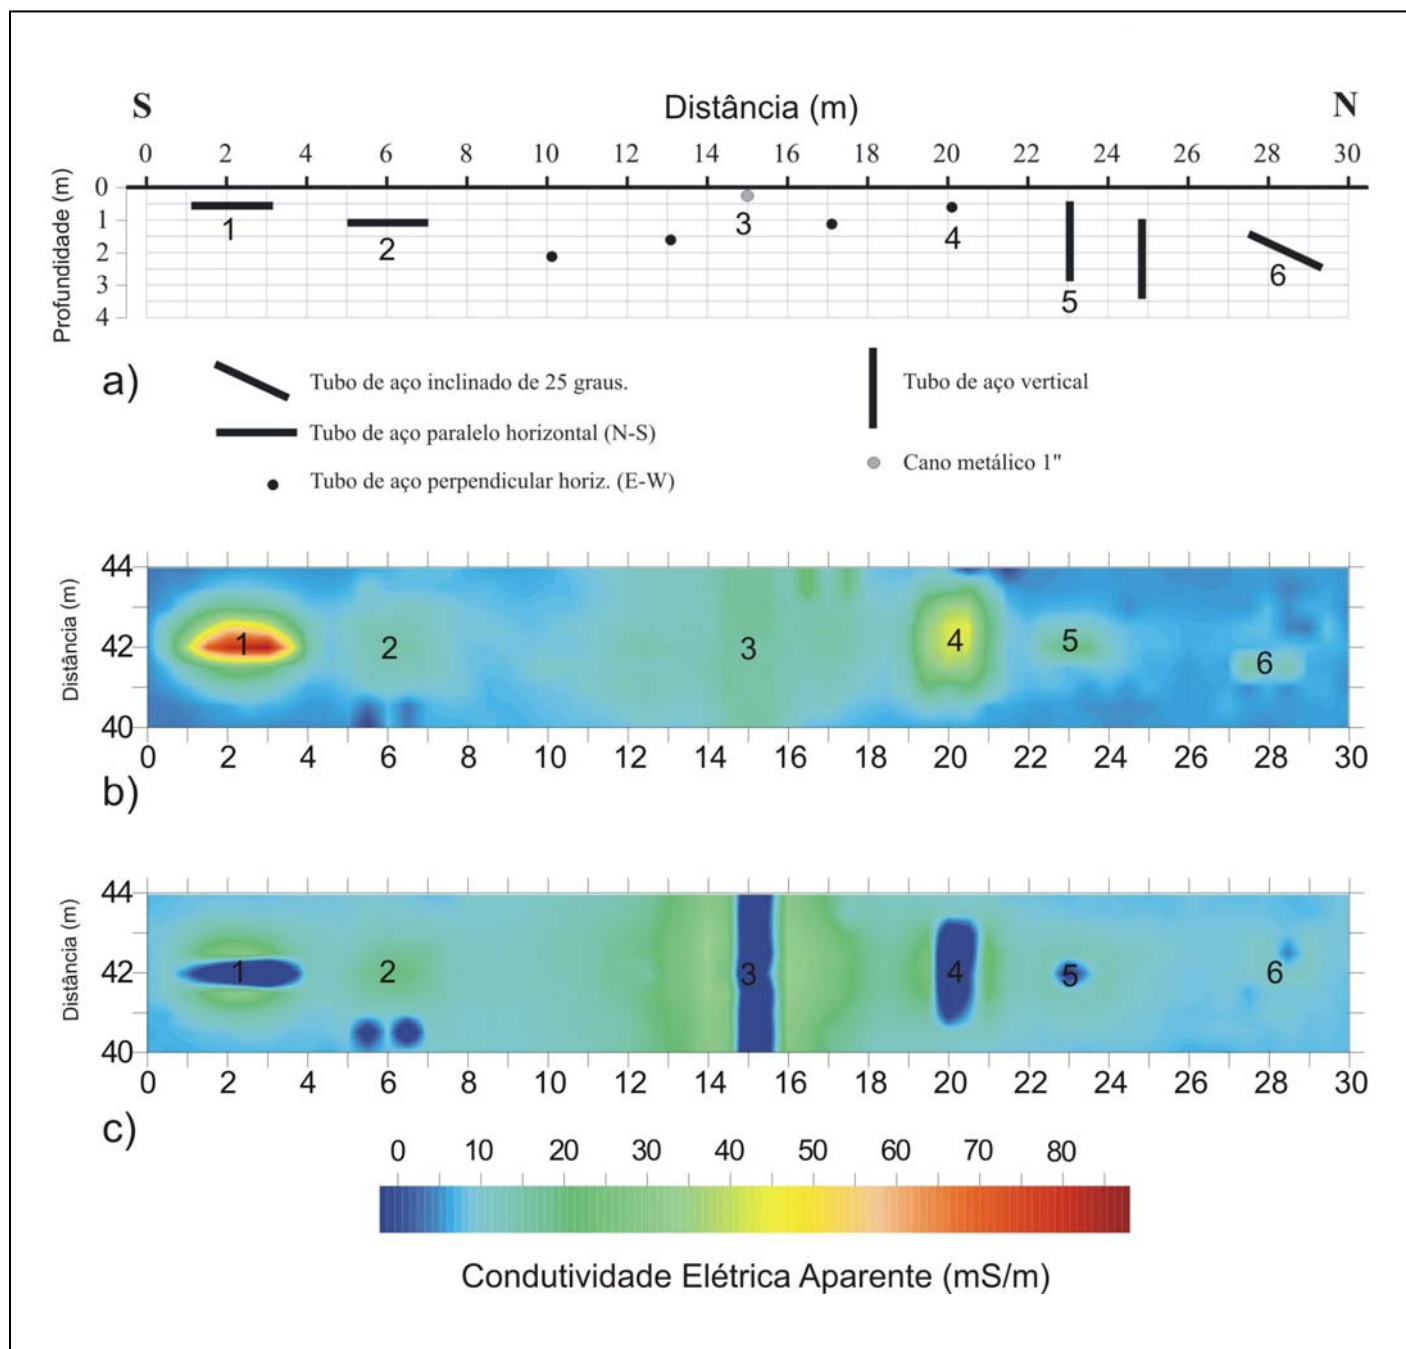 S Distância (m) N
0 2 4 6 8 10 12 14 16 18 20 22 24 26 28 30
Profundidade (m)
0
1
2
3
4
1 2 3 4 5 6
a)
Tubo de aço inclinado de 25 graus.
Tubo de aço vertical
Tubo de aço paralelo horizontal (N-S)
Cano metálico 1"
Tubo de aço perpendicular horiz. (E-W)
Distância (m)
44
42
40
1 2 3 4 5 6
0 2 4 6 8 10 12 14 16 18 20 22 24 26 28 30
b)
Distância (m)
44
42
40
1 2 3 4 5 6
0 2 4 6 8 10 12 14 16 18 20 22 24 26 28 30
c)
0 10 20 30 40 50 60 70 80
Condutividade Elétrica Aparente (mS/m)